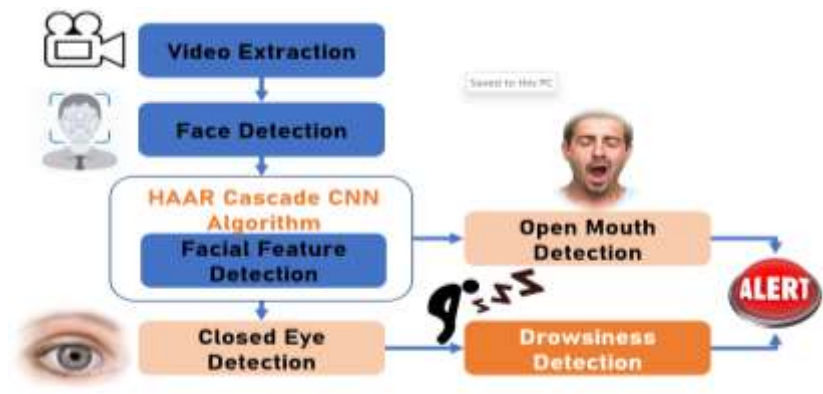 Video Extraction
Saved to this PC
Face Detection
HAAR Cascade CNN
Algorithm
Facial Feature
Detection
Open Mouth
Detection
ALERT
Closed Eye
Detection
Drowsiness
Detection